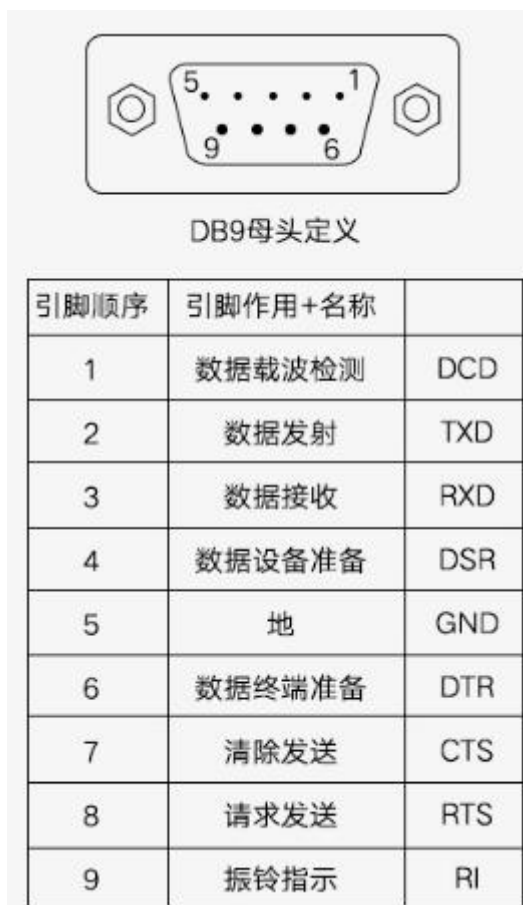 5 1
9 6
DB9母头定义
引脚顺序 引脚作用+名称
1 数据载波检测 DCD
2 数据发射 TXD
3 数据接收 RXD
4 数据设备准备 DSR
5 地 GND
6 数据终端准备 DTR
7 清除发送 CTS
8 请求发送 RTS
9 振铃指示 RI